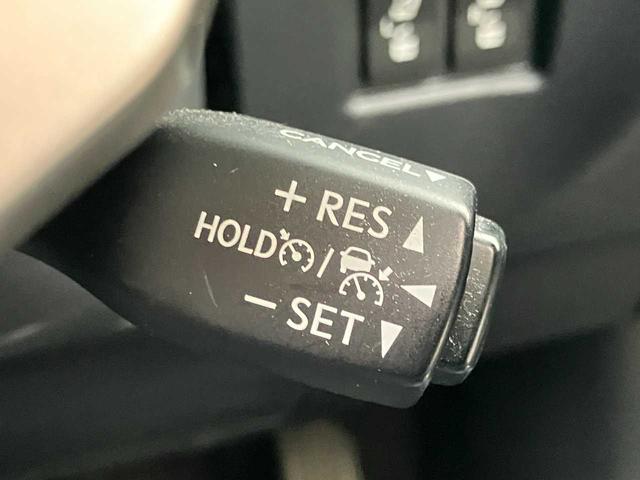 CANCEL
+ RES
HOLD /
− SET